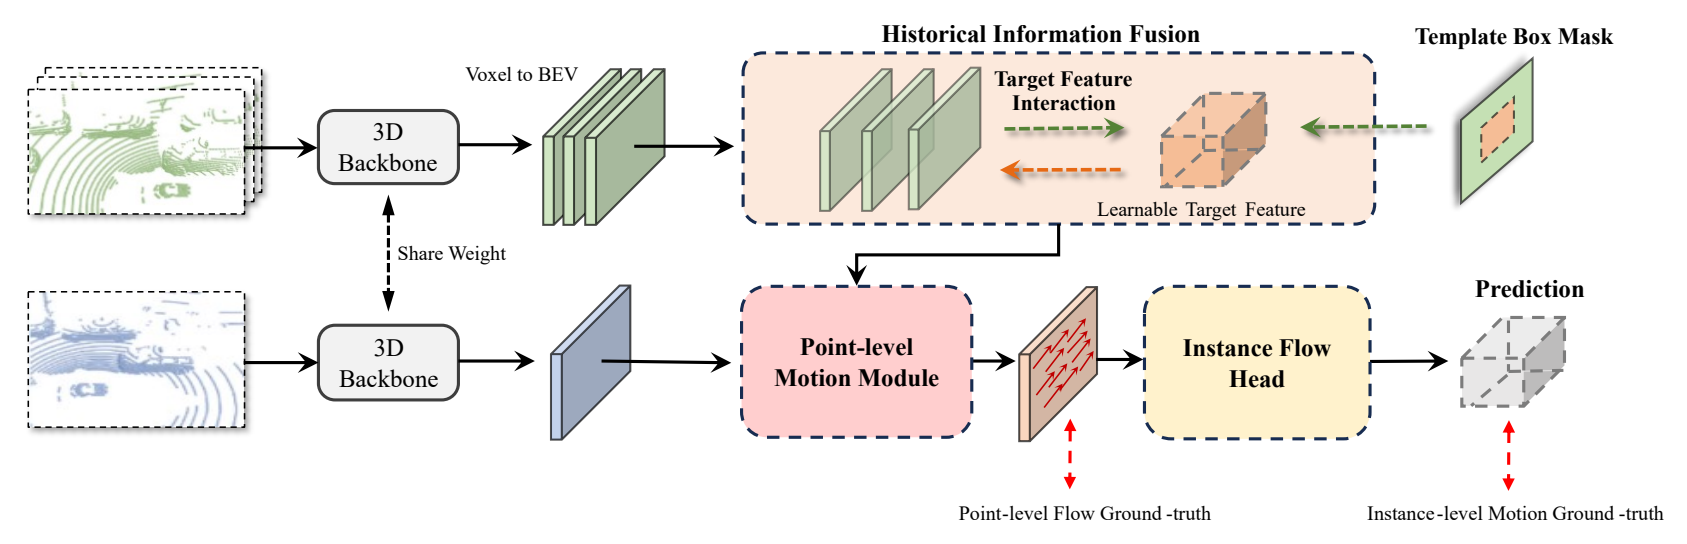 Historical Information Fusion
Template Box Mask
Voxel to BEV
Target Feature
Interaction
3D
Backbone
Learnable Target Feature
Share Weight
Prediction
3D
Backbone
Point-level
Motion Module
Instance Flow
Head
Point-level Flow Ground -truth
Instance-level Motion Ground -truth